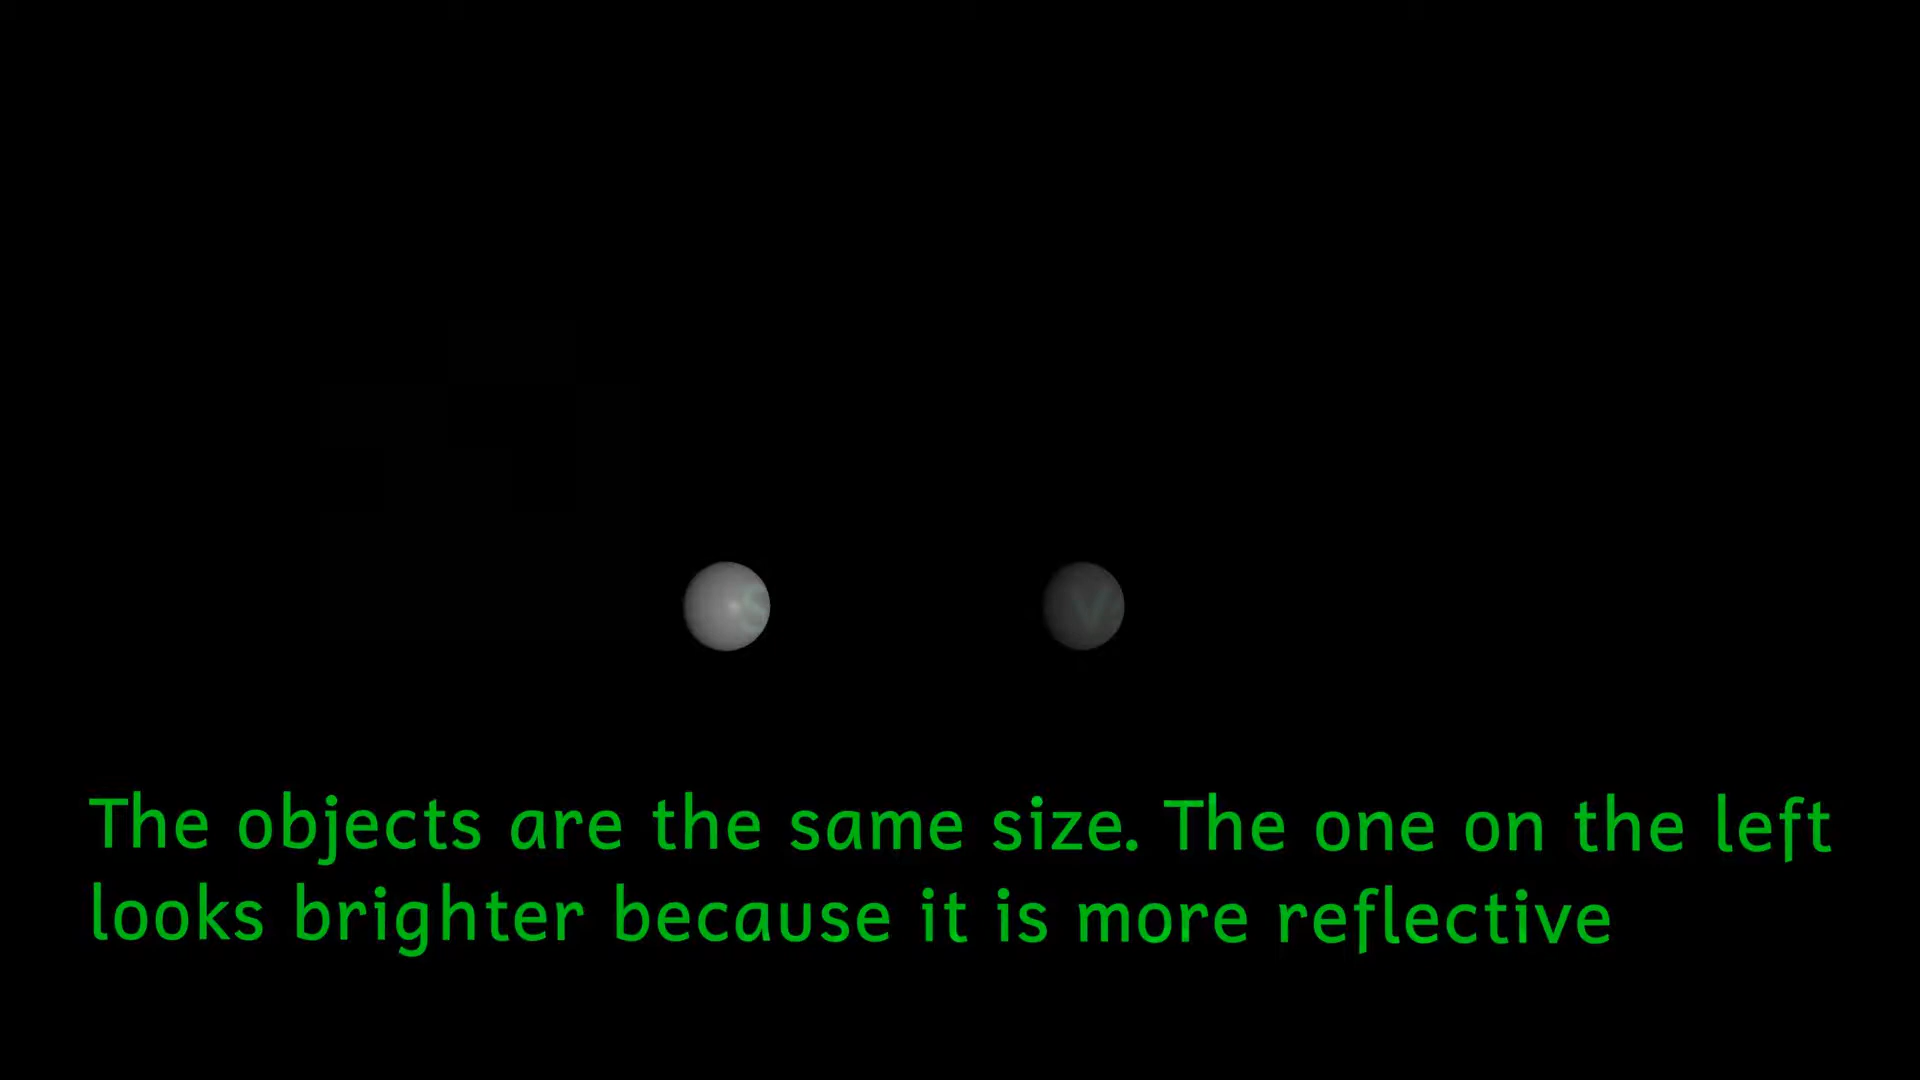 The objects are the same size. The one on the left
looks brighter because it is more reflective